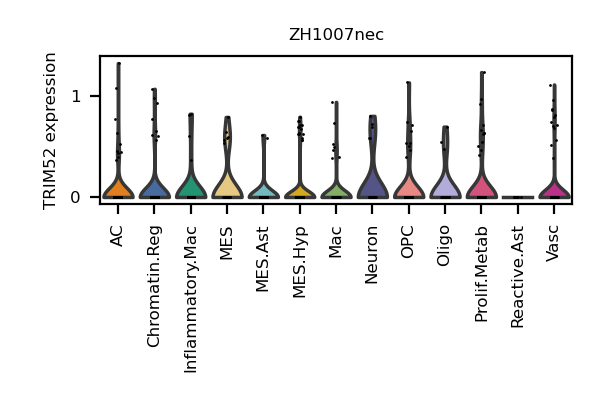 ZH1007nec
TRIM52 expression
1
0
AC
Chromatin.Reg
Inflammatory.Mac
MES
MES.Ast
MES.Hyp
Mac
Neuron
OPC
Oligo
Prolif.Metab
Reactive.Ast
Vasc